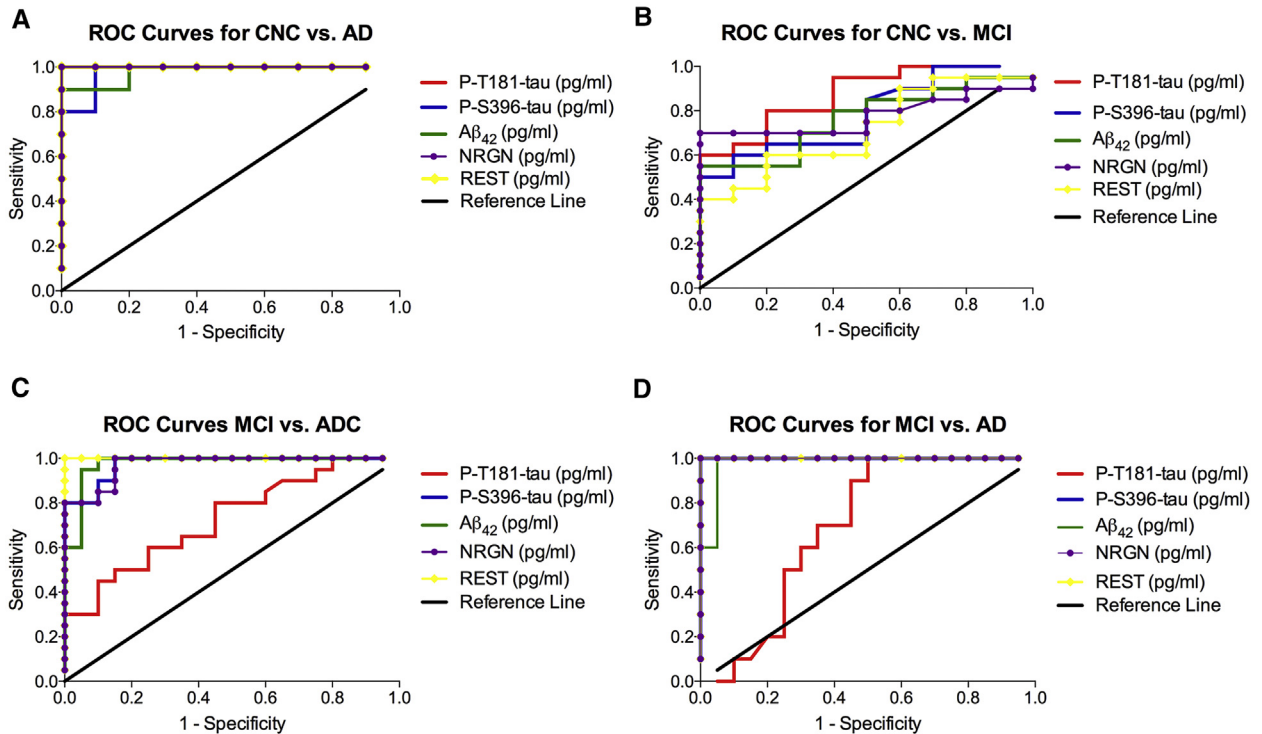 A
ROC Curves for CNC vs. AD
1.0
0.8
0.6
0.4
0.2
0.0
Sensitivity
0.0 0.2 0.4 0.6 0.8 1.0
1 - Specificity
P-T181-tau (pg/ml)
P-S396-tau (pg/ml)
Aβ42 (pg/ml)
NRGN (pg/ml)
REST (pg/ml)
Reference Line
B
ROC Curves for CNC vs. MCI
1.0
0.8
0.6
0.4
0.2
0.0
Sensitivity
0.0 0.2 0.4 0.6 0.8 1.0
1 - Specificity
P-T181-tau (pg/ml)
P-S396-tau (pg/ml)
Aβ42 (pg/ml)
NRGN (pg/ml)
REST (pg/ml)
Reference Line
C
ROC Curves MCI vs. ADC
1.0
0.8
0.6
0.4
0.2
0.0
Sensitivity
0.0 0.2 0.4 0.6 0.8 1.0
1 - Specificity
P-T181-tau (pg/ml)
P-S396-tau (pg/ml)
Aβ42 (pg/ml)
NRGN (pg/ml)
REST (pg/ml)
Reference Line
D
ROC Curves for MCI vs. AD
1.0
0.8
0.6
0.4
0.2
0.0
Sensitivity
0.0 0.2 0.4 0.6 0.8 1.0
1 - Specificity
P-T181-tau (pg/ml)
P-S396-tau (pg/ml)
Aβ42 (pg/ml)
NRGN (pg/ml)
REST (pg/ml)
Reference Line